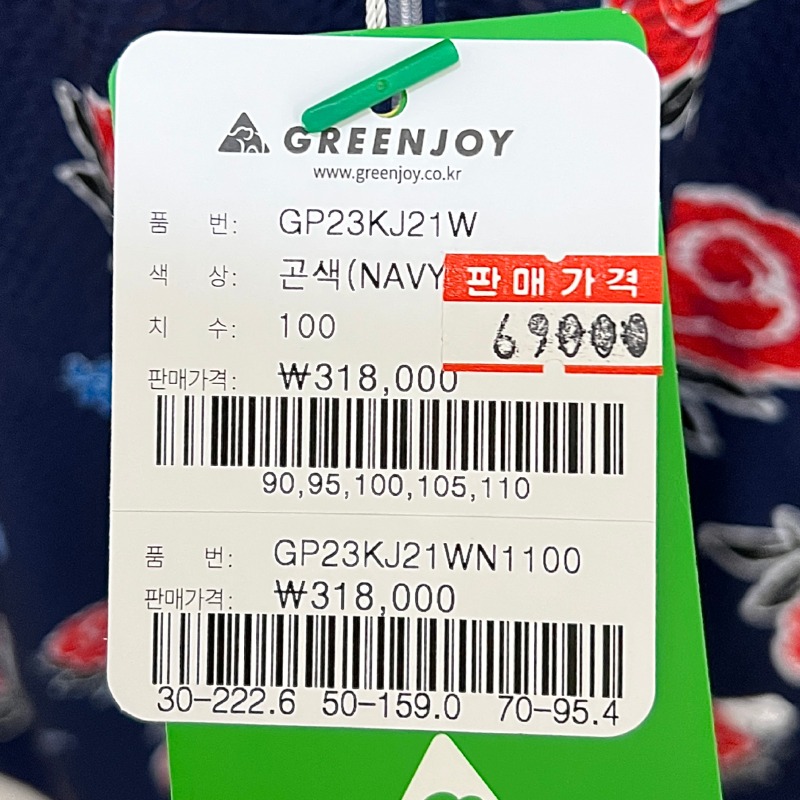 GREENJOY
www.greenjoy.co.kr
품 번: GP23KJ21W
색 상: 곤색(NAVY
판매가격
치 수: 100
69000
판매가격: ₩318,000
90,95,100,105,110
품 번: GP23KJ21WN1100
판매가격: ₩318,000
30-222.6 50-159.0 70-95.4